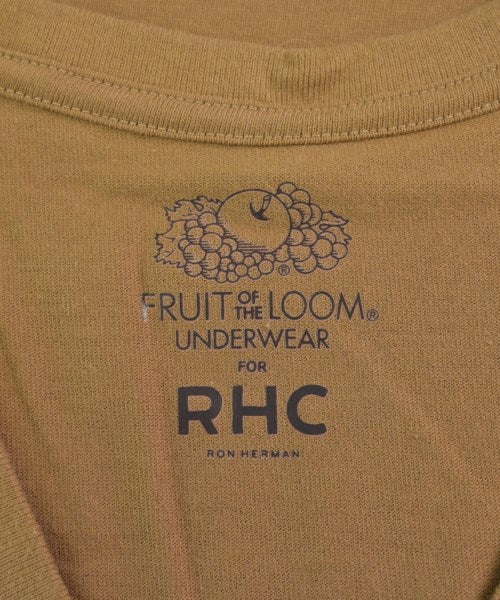 ®
FRUIT OF THE LOOM®
UNDERWEAR
FOR
RHC
RON HERMAN